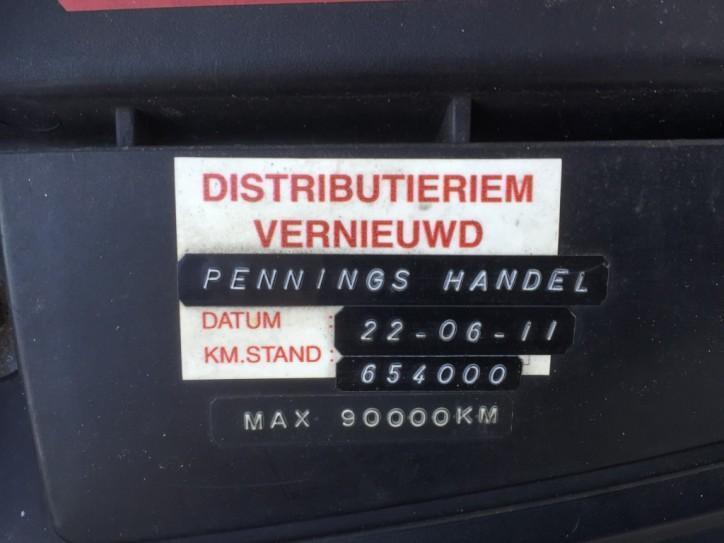 DISTRIBUTIERIEM
VERNIEUWD
PENNINGS HANDEL
DATUM : 22-06-11
KM.STAND : 654000
MAX 90000KM